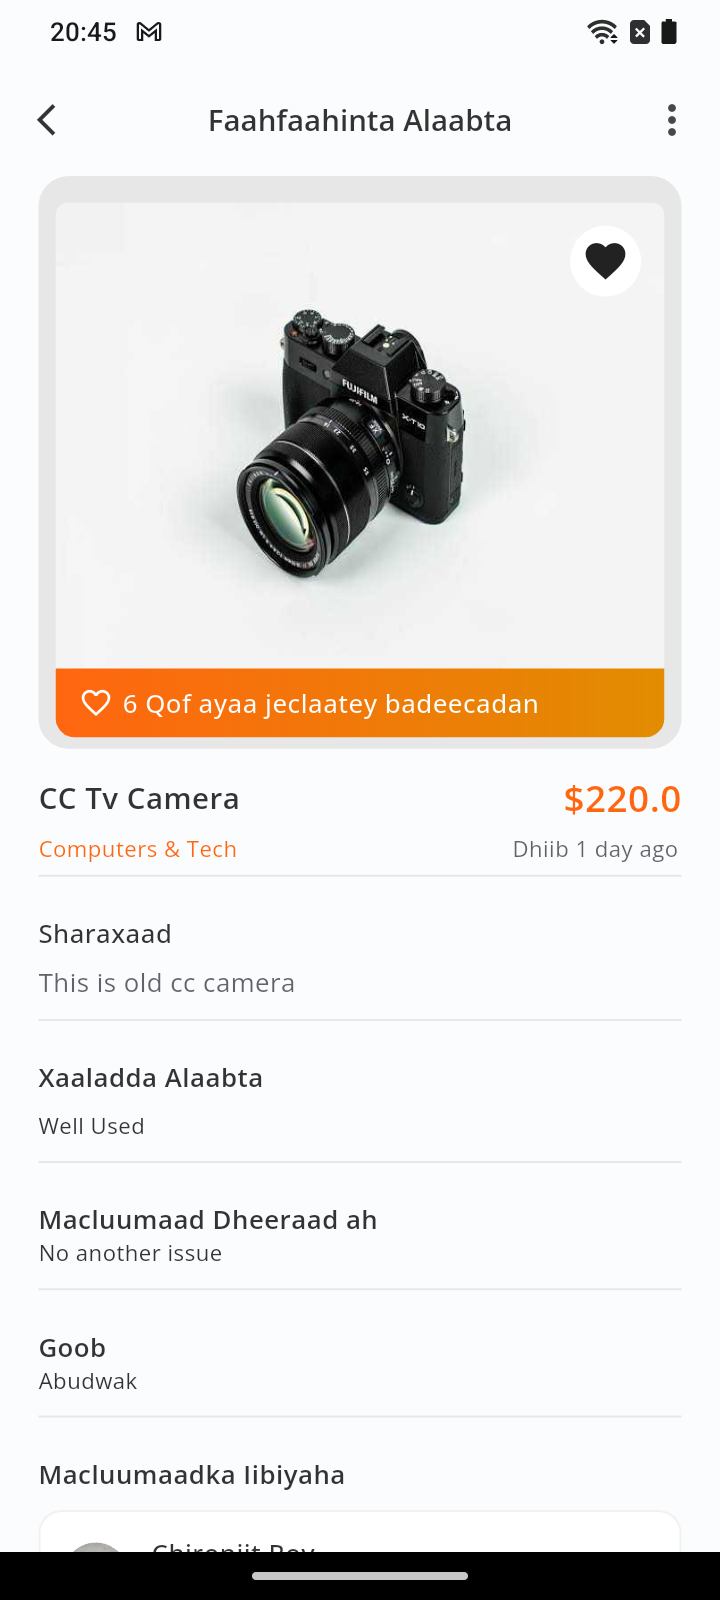 20:45
Faahfaahinta Alaabta
FUJIFILM
X-T10
6 Qof ayaa jeclaatey badeecadan
CC Tv Camera
$220.0
Computers & Tech
Dhiib 1 day ago
Sharaxaad
This is old cc camera
Xaaladda Alaabta
Well Used
Macluumaad Dheeraad ah
No another issue
Goob
Abudwak
Macluumaadka Iibiyaha